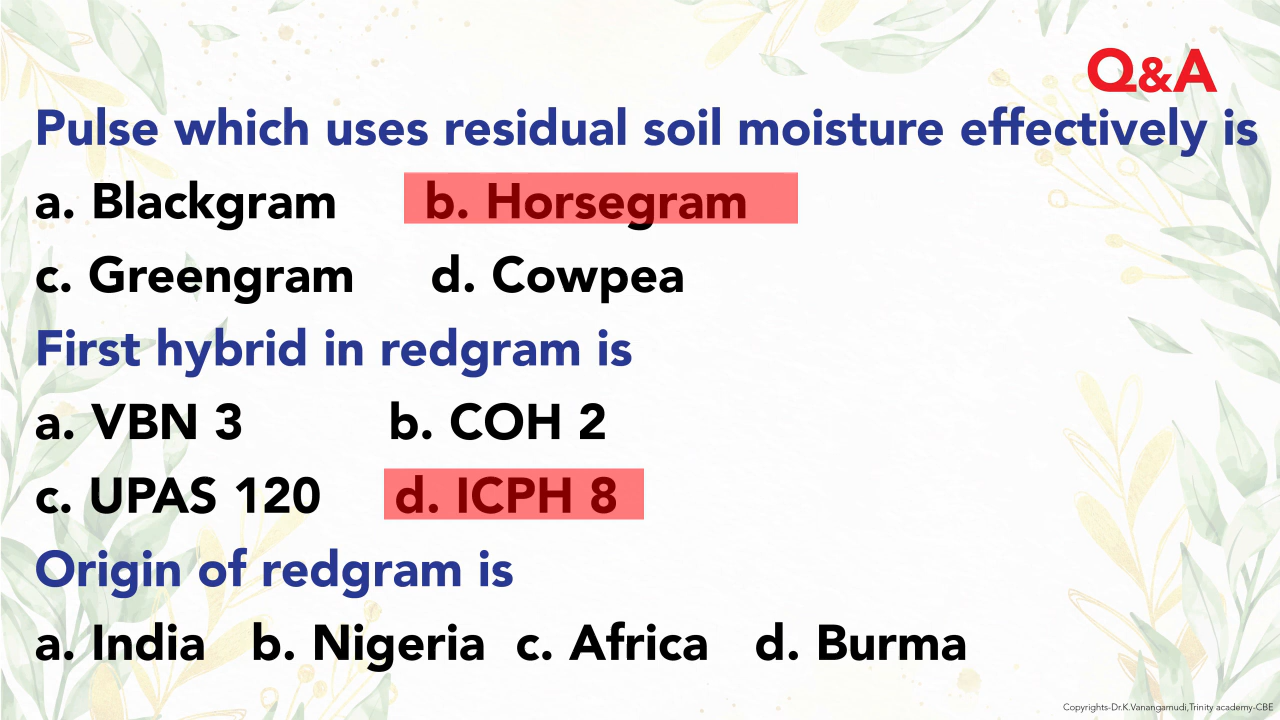 Q&A
Pulse which uses residual soil moisture effectively is
a. Blackgram b. Horsegram
c. Greengram d. Cowpea
First hybrid in redgram is
a. VBN 3 b. COH 2
c. UPAS 120 d. ICPH 8
Origin of redgram is
a. India b. Nigeria c. Africa d. Burma
Copyrights-Dr.K.Vanangamudi,Trinity academy-CBE